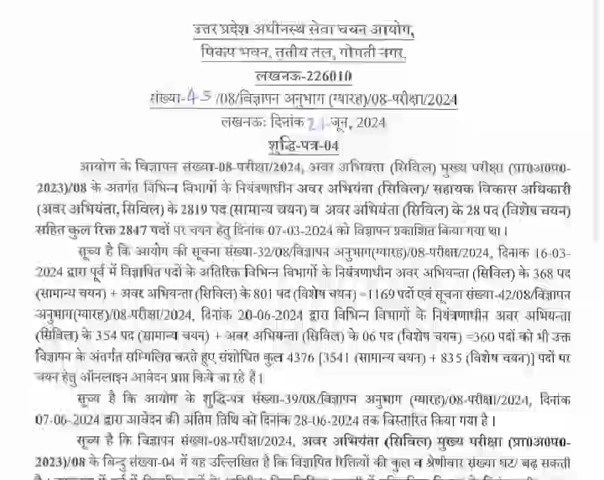 उत्तर प्रदेश अधीनस्थ सेवा चयन आयोग,
पिकप भवन, तृतीय तल, गोमती नगर,
लखनऊ-226010
संख्या-45/08/विज्ञापन अनुभाग (ग्यारह)/08-परीक्षा/2024
लखनऊः दिनांक 21 जून, 2024
शुद्धि-पत्र-04
आयोग के विज्ञापन संख्या-08-परीक्षा/2024, अवर अभियंता (सिविल) मुख्य परीक्षा (प्रा0अ0प0-
2023)/08 के अंतर्गत विभिन्न विभागों के नियंत्रणाधीन अवर अभियंता (सिविल)/ सहायक विकास अधिकारी
(अवर अभियंता, सिविल) के 2819 पद (सामान्य चयन) व अवर अभियंता (सिविल) के 28 पद (विशेष चयन)
सहित कुल रिक्त 2847 पदों पर चयन हेतु दिनांक 07-03-2024 को विज्ञापन प्रकाशित किया गया था।
सूच्य है कि आयोग की सूचना संख्या-32/08/विज्ञापन अनुभाग(ग्यारह)/08-परीक्षा/2024, दिनांक 16-03-
2024 द्वारा पूर्व में विज्ञापित पदों के अतिरिक्त विभिन्न विभागों के नियंत्रणाधीन अवर अभियन्ता (सिविल) के 368 पद
(सामान्य चयन) + अवर अभियन्ता (सिविल) के 801 पद (विशेष चयन) =1169 पदों एवं सूचना संख्या-42/08/विज्ञापन
अनुभाग(ग्यारह)/08-परीक्षा/2024, दिनांक 20-06-2024 द्वारा विभिन्न विभागों के नियंत्रणाधीन अवर अभियन्ता
(सिविल) के 354 पद (सामान्य चयन) + अवर अभियन्ता (सिविल) के 06 पद (विशेष चयन) =360 पदों को भी उक्त
विज्ञापन के अंतर्गत सम्मिलित करते हुए संशोधित कुल 4376 [3541 (सामान्य चयन) + 835 (विशेष चयन)] पदों पर
चयन हेतु ऑनलाइन आवेदन प्राप्त किये जा रहे हैं।
सूच्य है कि आयोग के शुद्धि-पत्र संख्या-39/08/विज्ञापन अनुभाग (ग्यारह)/08-परीक्षा/2024, दिनांक
07-06-2024 द्वारा आवेदन की अंतिम तिथि को दिनांक 28-06-2024 तक विस्तारित किया गया है।
सूच्य है कि विज्ञापन संख्या-08-परीक्षा/2024, अवर अभियंता (सिविल) मुख्य परीक्षा (प्रा0अ0प0-
2023)/08 के बिन्दु संख्या-04 में यह उल्लिखित है कि विज्ञापित रिक्तियों की कुल व श्रेणीवार संख्या घट/ बढ़ सकती